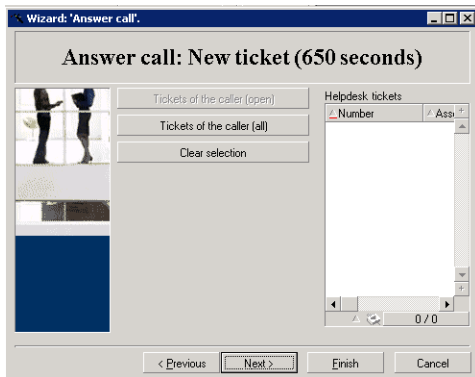 Wizard: 'Answer call'.
Answer call: New ticket (650 seconds)
Tickets of the caller (open)
Tickets of the caller (all)
Clear selection
Helpdesk tickets
Number Ass
0 / 0
< Previous
Next >
Finish
Cancel